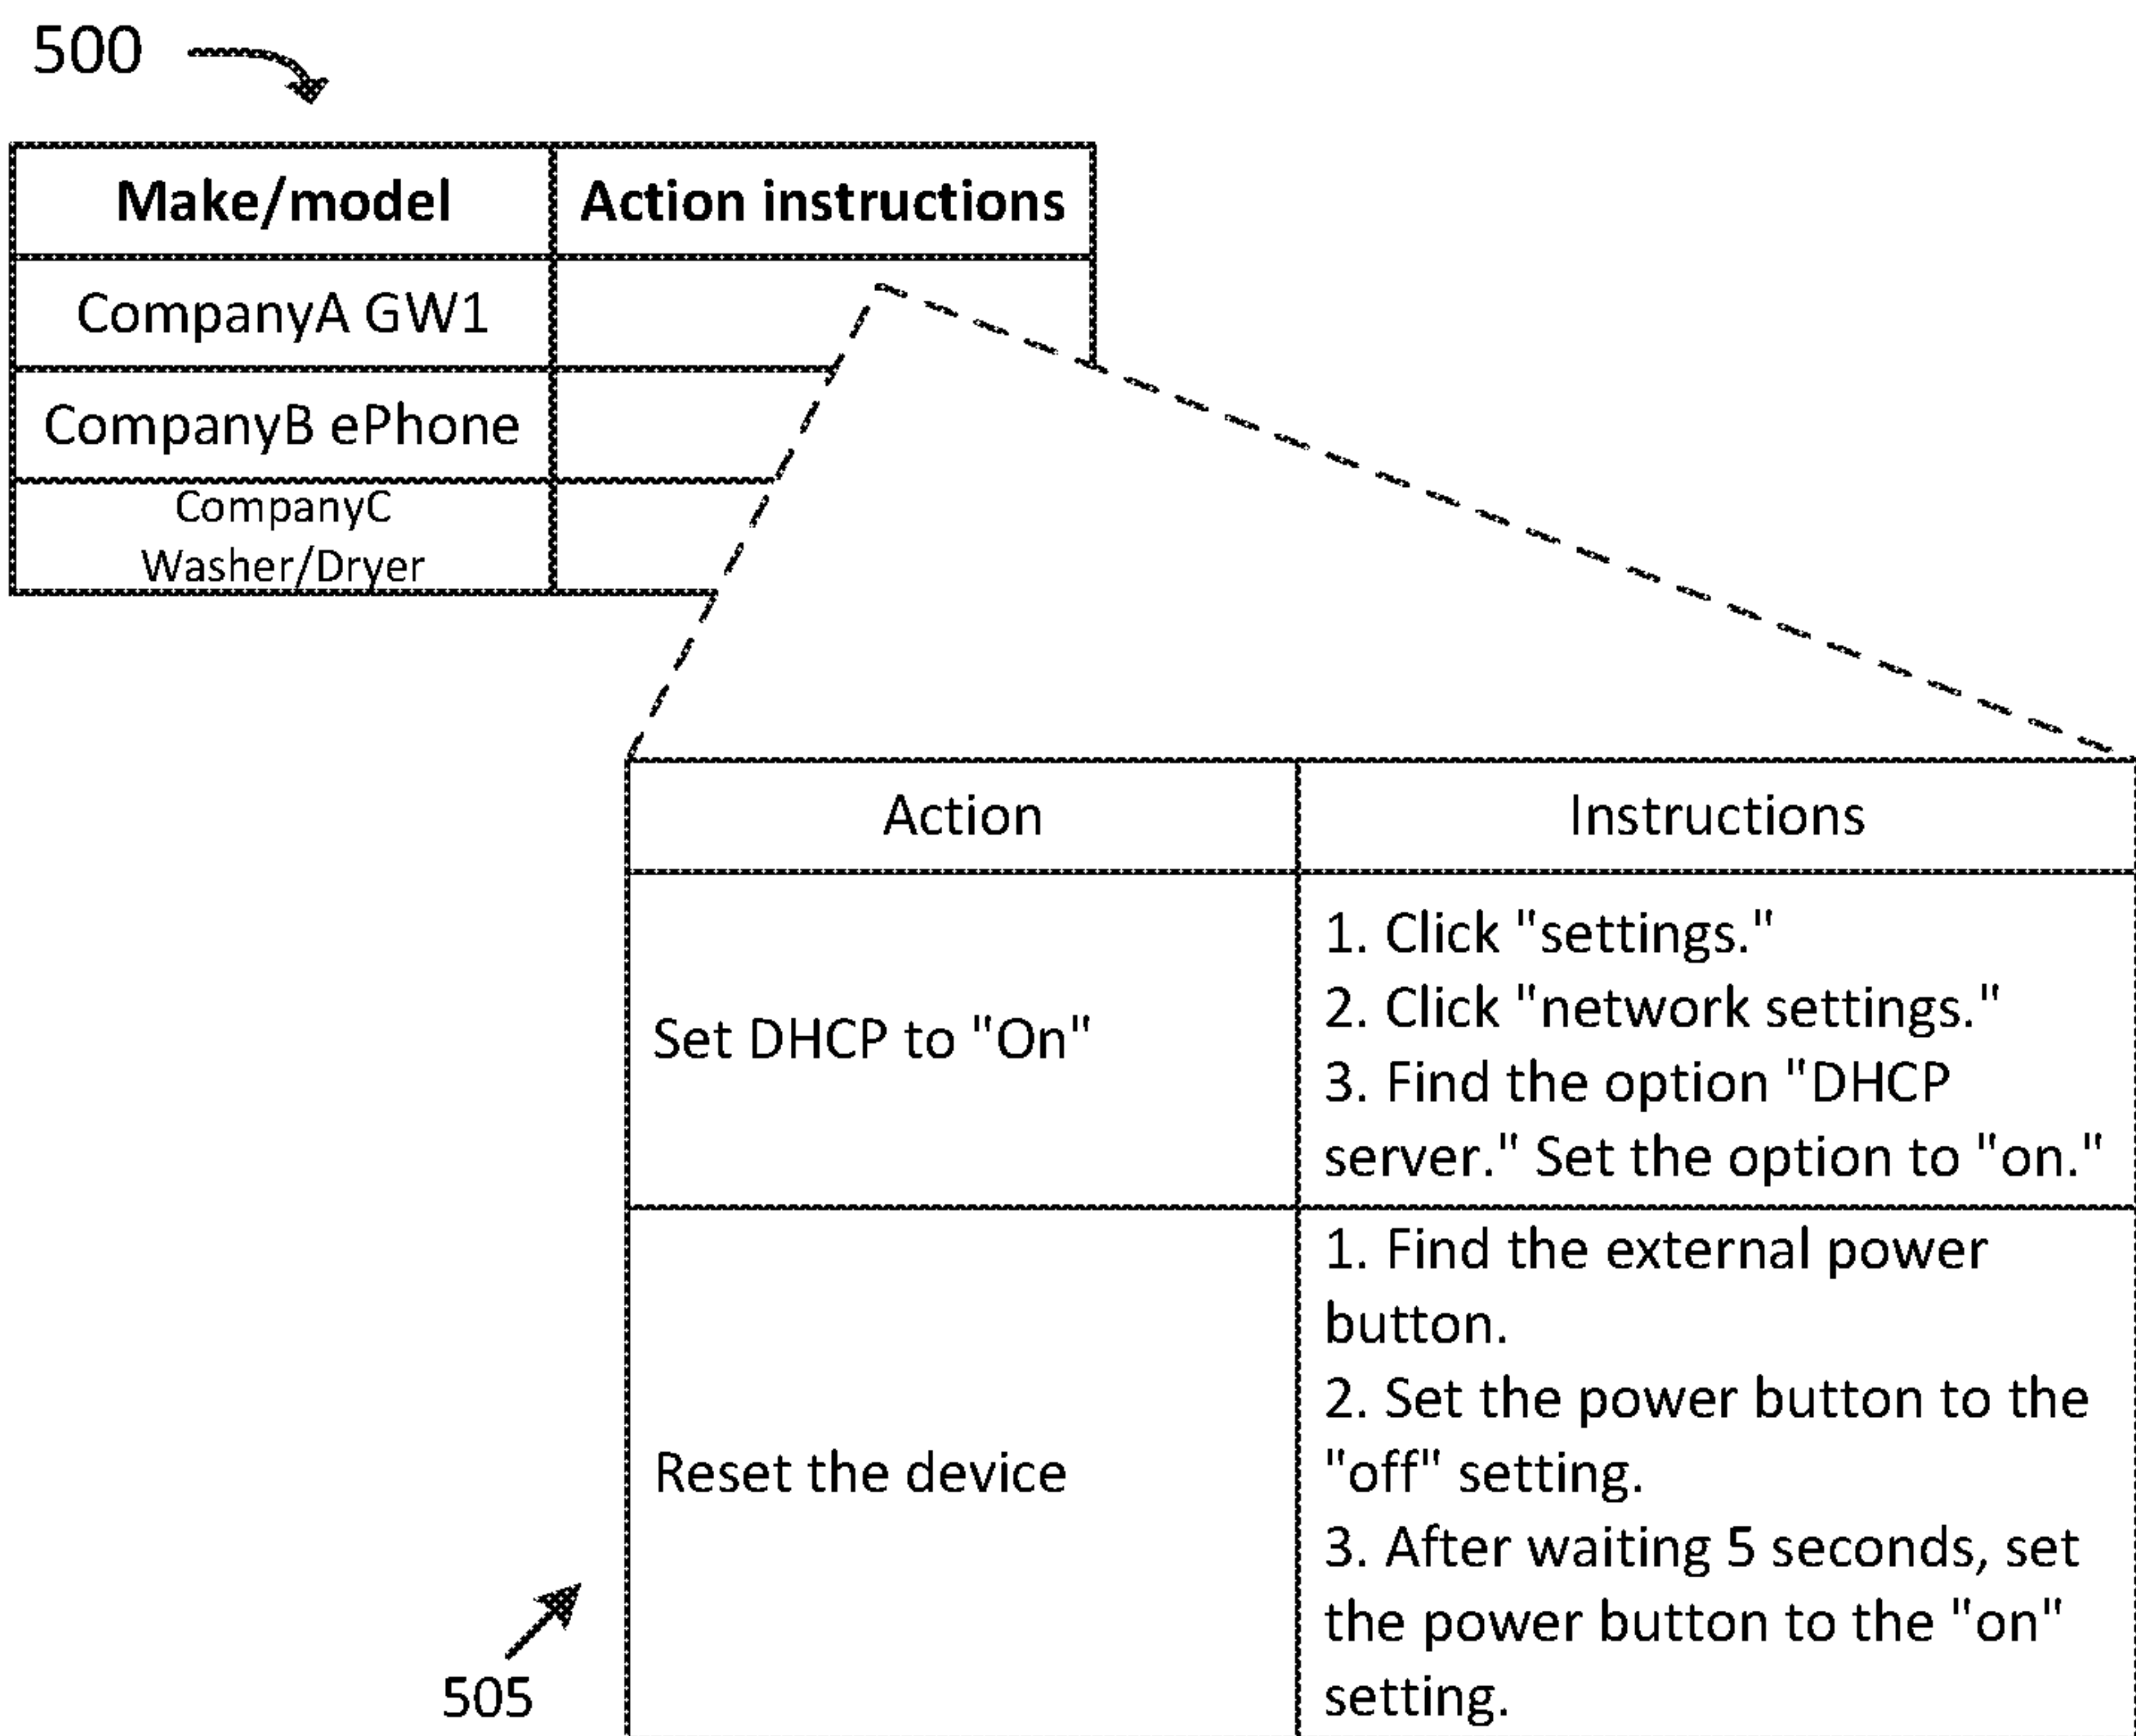 500
Make/model
Action instructions
CompanyA GW1
CompanyB ePhone
CompanyC
Washer/Dryer
Action
Instructions
Set DHCP to "On"
1. Click "settings."
2. Click "network settings."
3. Find the option "DHCP
server." Set the option to "on."
Reset the device
1. Find the external power
button.
2. Set the power button to the
"off" setting.
3. After waiting 5 seconds, set
the power button to the "on"
setting.
505